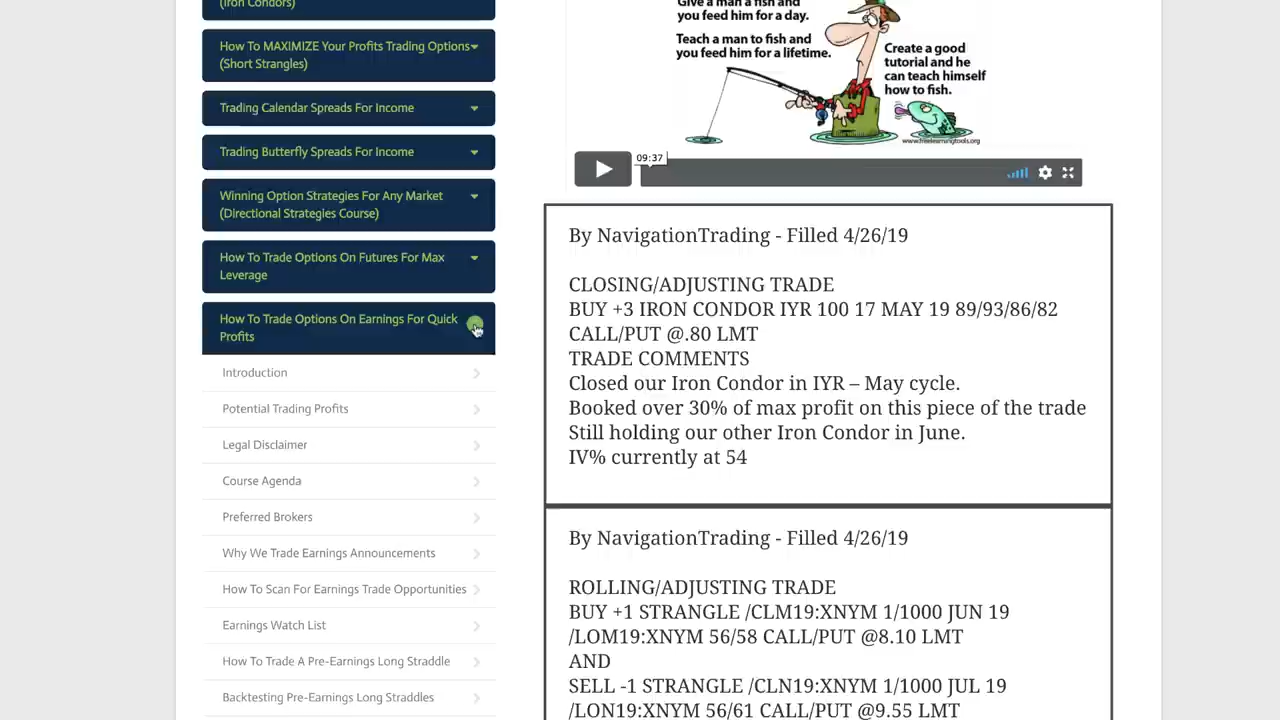 (Iron Condors)
How To MAXIMIZE Your Profits Trading Options
(Short Strangles)
Trading Calendar Spreads For Income
Trading Butterfly Spreads For Income
Winning Option Strategies For Any Market
(Directional Strategies Course)
How To Trade Options On Futures For Max
Leverage
How To Trade Options On Earnings For Quick
Profits
Introduction
Potential Trading Profits
Legal Disclaimer
Course Agenda
Preferred Brokers
Why We Trade Earnings Announcements
How To Scan For Earnings Trade Opportunities
Earnings Watch List
How To Trade A Pre-Earnings Long Straddle
Backtesting Pre-Earnings Long Straddles
Give a man a fish and
you feed him for a day.
Teach a man to fish and
you feed him for a lifetime.
Create a good
tutorial and he
can teach himself
how to fish.
www.freelearningtools.org
09:37
By NavigationTrading - Filled 4/26/19
CLOSING/ADJUSTING TRADE
BUY +3 IRON CONDOR IYR 100 17 MAY 19 89/93/86/82
CALL/PUT @.80 LMT
TRADE COMMENTS
Closed our Iron Condor in IYR – May cycle.
Booked over 30% of max profit on this piece of the trade
Still holding our other Iron Condor in June.
IV% currently at 54
By NavigationTrading - Filled 4/26/19
ROLLING/ADJUSTING TRADE
BUY +1 STRANGLE /CLM19:XNYM 1/1000 JUN 19
/LOM19:XNYM 56/58 CALL/PUT @8.10 LMT
AND
SELL -1 STRANGLE /CLN19:XNYM 1/1000 JUL 19
/LON19:XNYM 56/61 CALL/PUT @9.55 LMT